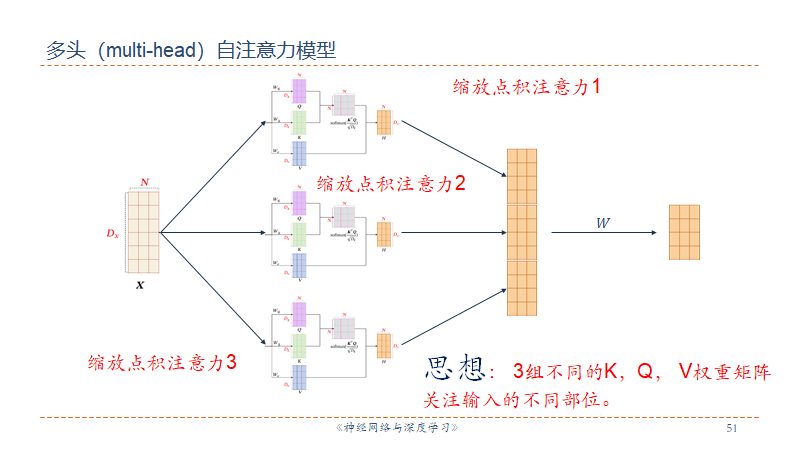 多头（multi-head）自注意力模型
缩放点积注意力1
缩放点积注意力2
缩放点积注意力3
N
D_X
X
N
Q
K
V
N
N
H
N
Q
K
V
N
N
H
N
Q
K
V
N
N
H
W
思想：3组不同的K，Q， V权重矩阵
关注输入的不同部位。
《神经网络与深度学习》
51